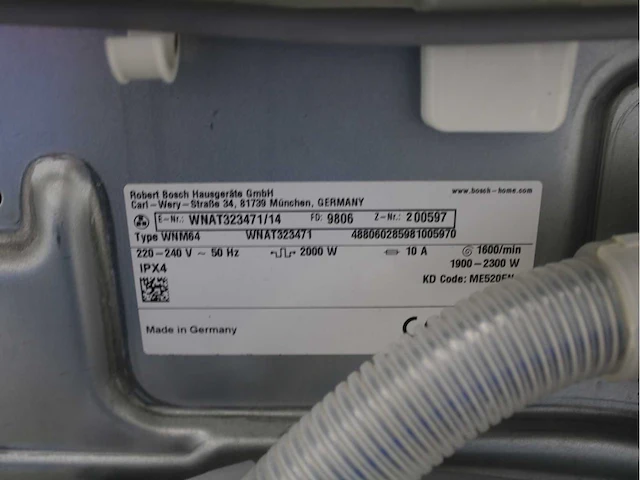 Robert Bosch Hausgeräte GmbH
www.bosch-home.com
Carl-Wery-Straße 34, 81739 München, GERMANY
E-Nr.: WNAT323471/14 FD: 9806 Z-Nr.: 200597
Type WNM64 WNAT323471 488060285981005970
220-240 V ~ 50 Hz 2000 W 10 A 1600/min
IPX4 1900-2300 W
KD Code:
Made in Germany